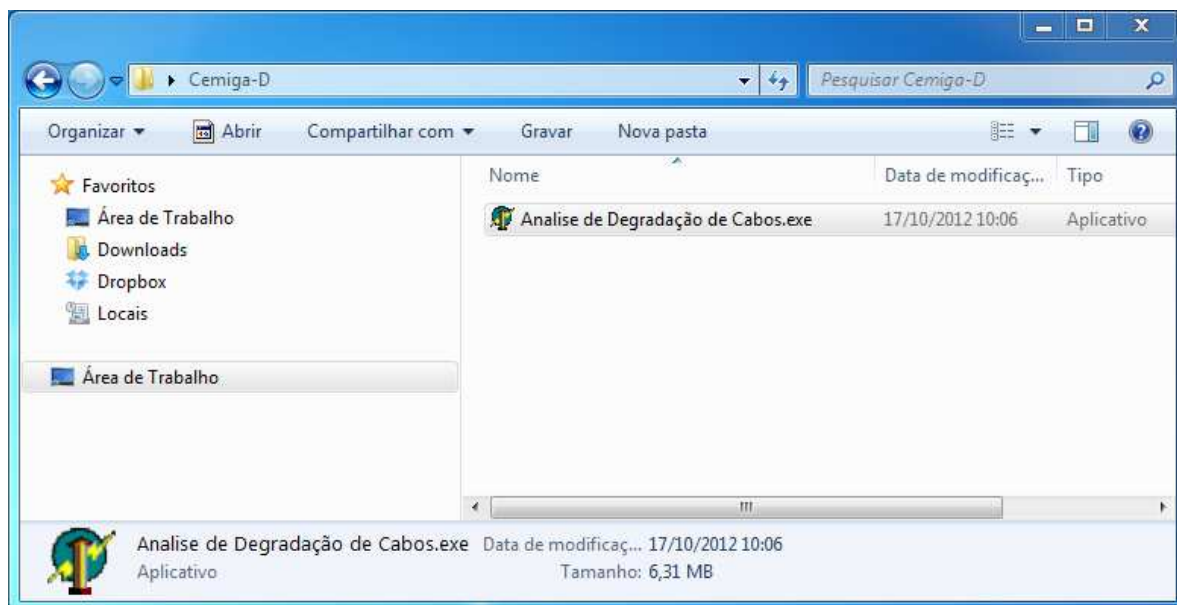 Cemiga-D
Pesquisar Cemiga-D
Organizar Abrir Compartilhar com Gravar Nova pasta
Favoritos
Área de Trabalho
Downloads
Dropbox
Locais
Área de Trabalho
Nome Data de modificaç... Tipo
Analise de Degradação de Cabos.exe 17/10/2012 10:06 Aplicativo
Analise de Degradação de Cabos.exe Data de modificaç... 17/10/2012 10:06
Aplicativo Tamanho: 6,31 MB